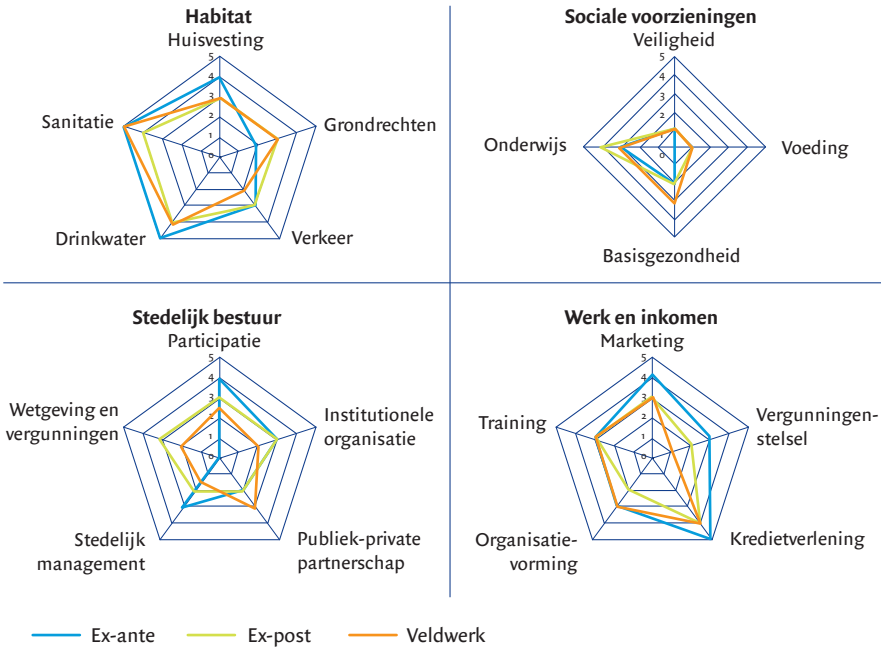 Habitat
Huisvesting
5
4
3
2
1
0
Sanitatie
Grondrechten
Drinkwater
Verkeer
Sociale voorzieningen
Veiligheid
5
4
3
2
1
0
Onderwijs
Voeding
Basisgezondheid
Stedelijk bestuur
Participatie
5
4
3
2
1
0
Wetgeving en
vergunningen
Institutionele
organisatie
Stedelijk
management
Publiek-private
partnerschap
Werk en inkomen
Marketing
5
4
3
2
1
0
Training
Vergunningen-
stelsel
Organisatie-
vorming
Kredietverlening
Ex-ante
Ex-post
Veldwerk